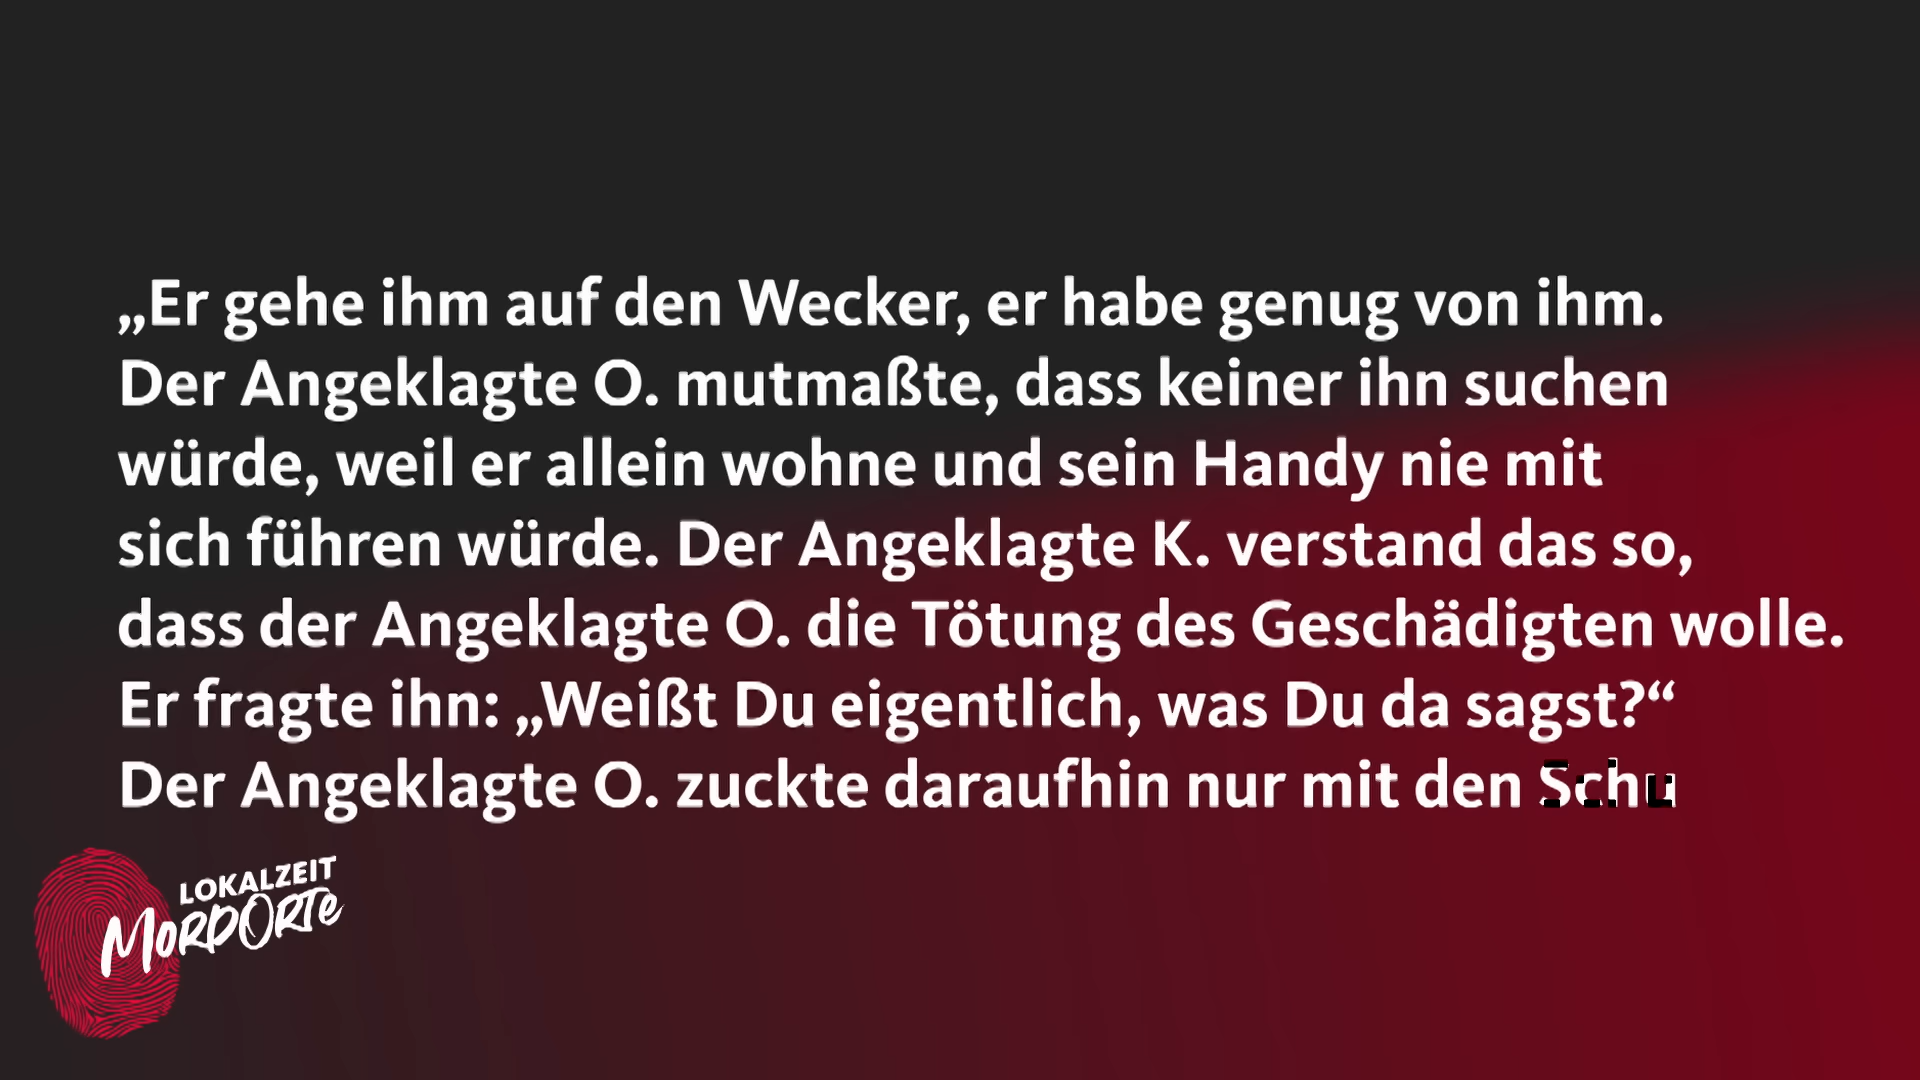 „Er gehe ihm auf den Wecker, er habe genug von ihm.
Der Angeklagte O. mutmaßte, dass keiner ihn suchen
würde, weil er allein wohne und sein Handy nie mit
sich führen würde. Der Angeklagte K. verstand das so,
dass der Angeklagte O. die Tötung des Geschädigten wolle.
Er fragte ihn: „Weißt Du eigentlich, was Du da sagst?“
Der Angeklagte O. zuckte daraufhin nur mit den Schu
LOKALZEIT
MORDORTE